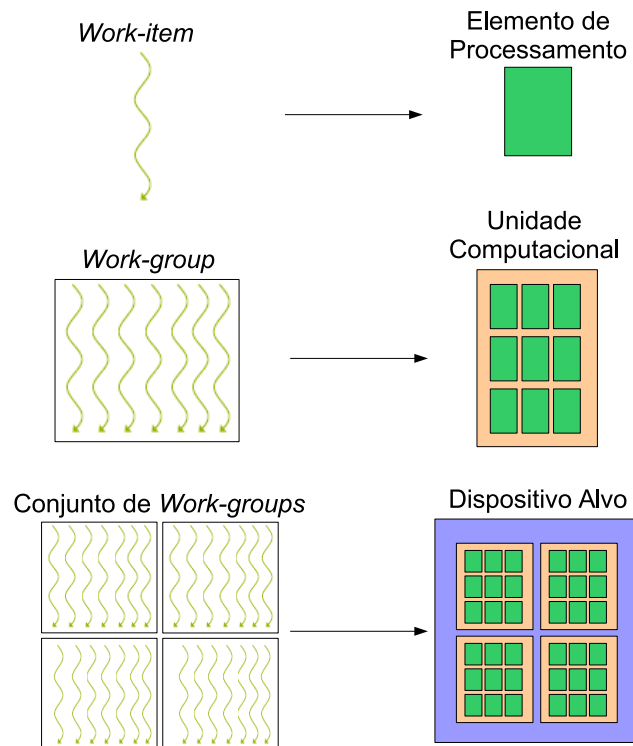 Work-item
Elemento de
Processamento
Work-group
Unidade
Computacional
Conjunto de Work-groups
Dispositivo Alvo